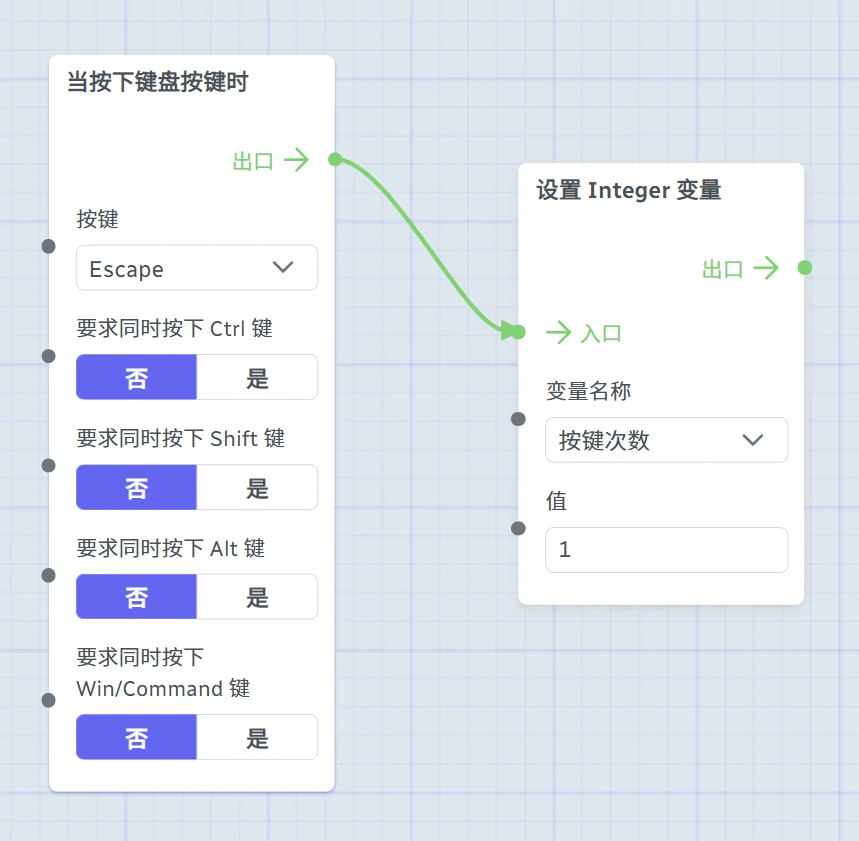 当按下键盘按键时
出口
按键
Escape
要求同时按下 Ctrl 键
否 是
要求同时按下 Shift 键
否 是
要求同时按下 Alt 键
否 是
要求同时按下
Win/Command 键
否 是
设置 Integer 变量
出口
入口
变量名称
按键次数
值
1